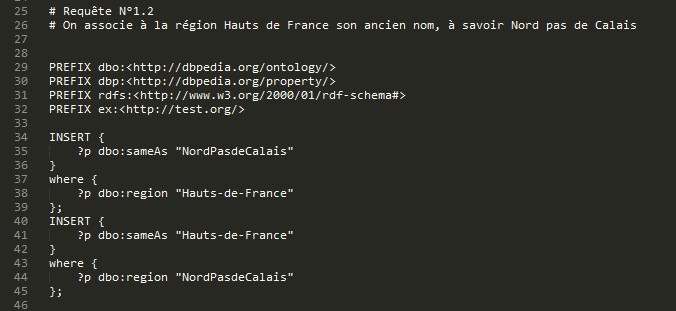 25 # Requête N°1.2
26 # On associe à la région Hauts de France son ancien nom, à savoir Nord pas de Calais
27
28
29 PREFIX dbo:<http://dbpedia.org/ontology/>
30 PREFIX dbp:<http://dbpedia.org/property/>
31 PREFIX rdfs:<http://www.w3.org/2000/01/rdf-schema#>
32 PREFIX ex:<http://test.org/>
33
34 INSERT {
35     ?p dbo:sameAs "NordPasdeCalais"
36 }
37 where {
38     ?p dbo:region "Hauts-de-France"
39 };
40 INSERT {
41     ?p dbo:sameAs "Hauts-de-France"
42 }
43 where {
44     ?p dbo:region "NordPasdeCalais"
45 };
46